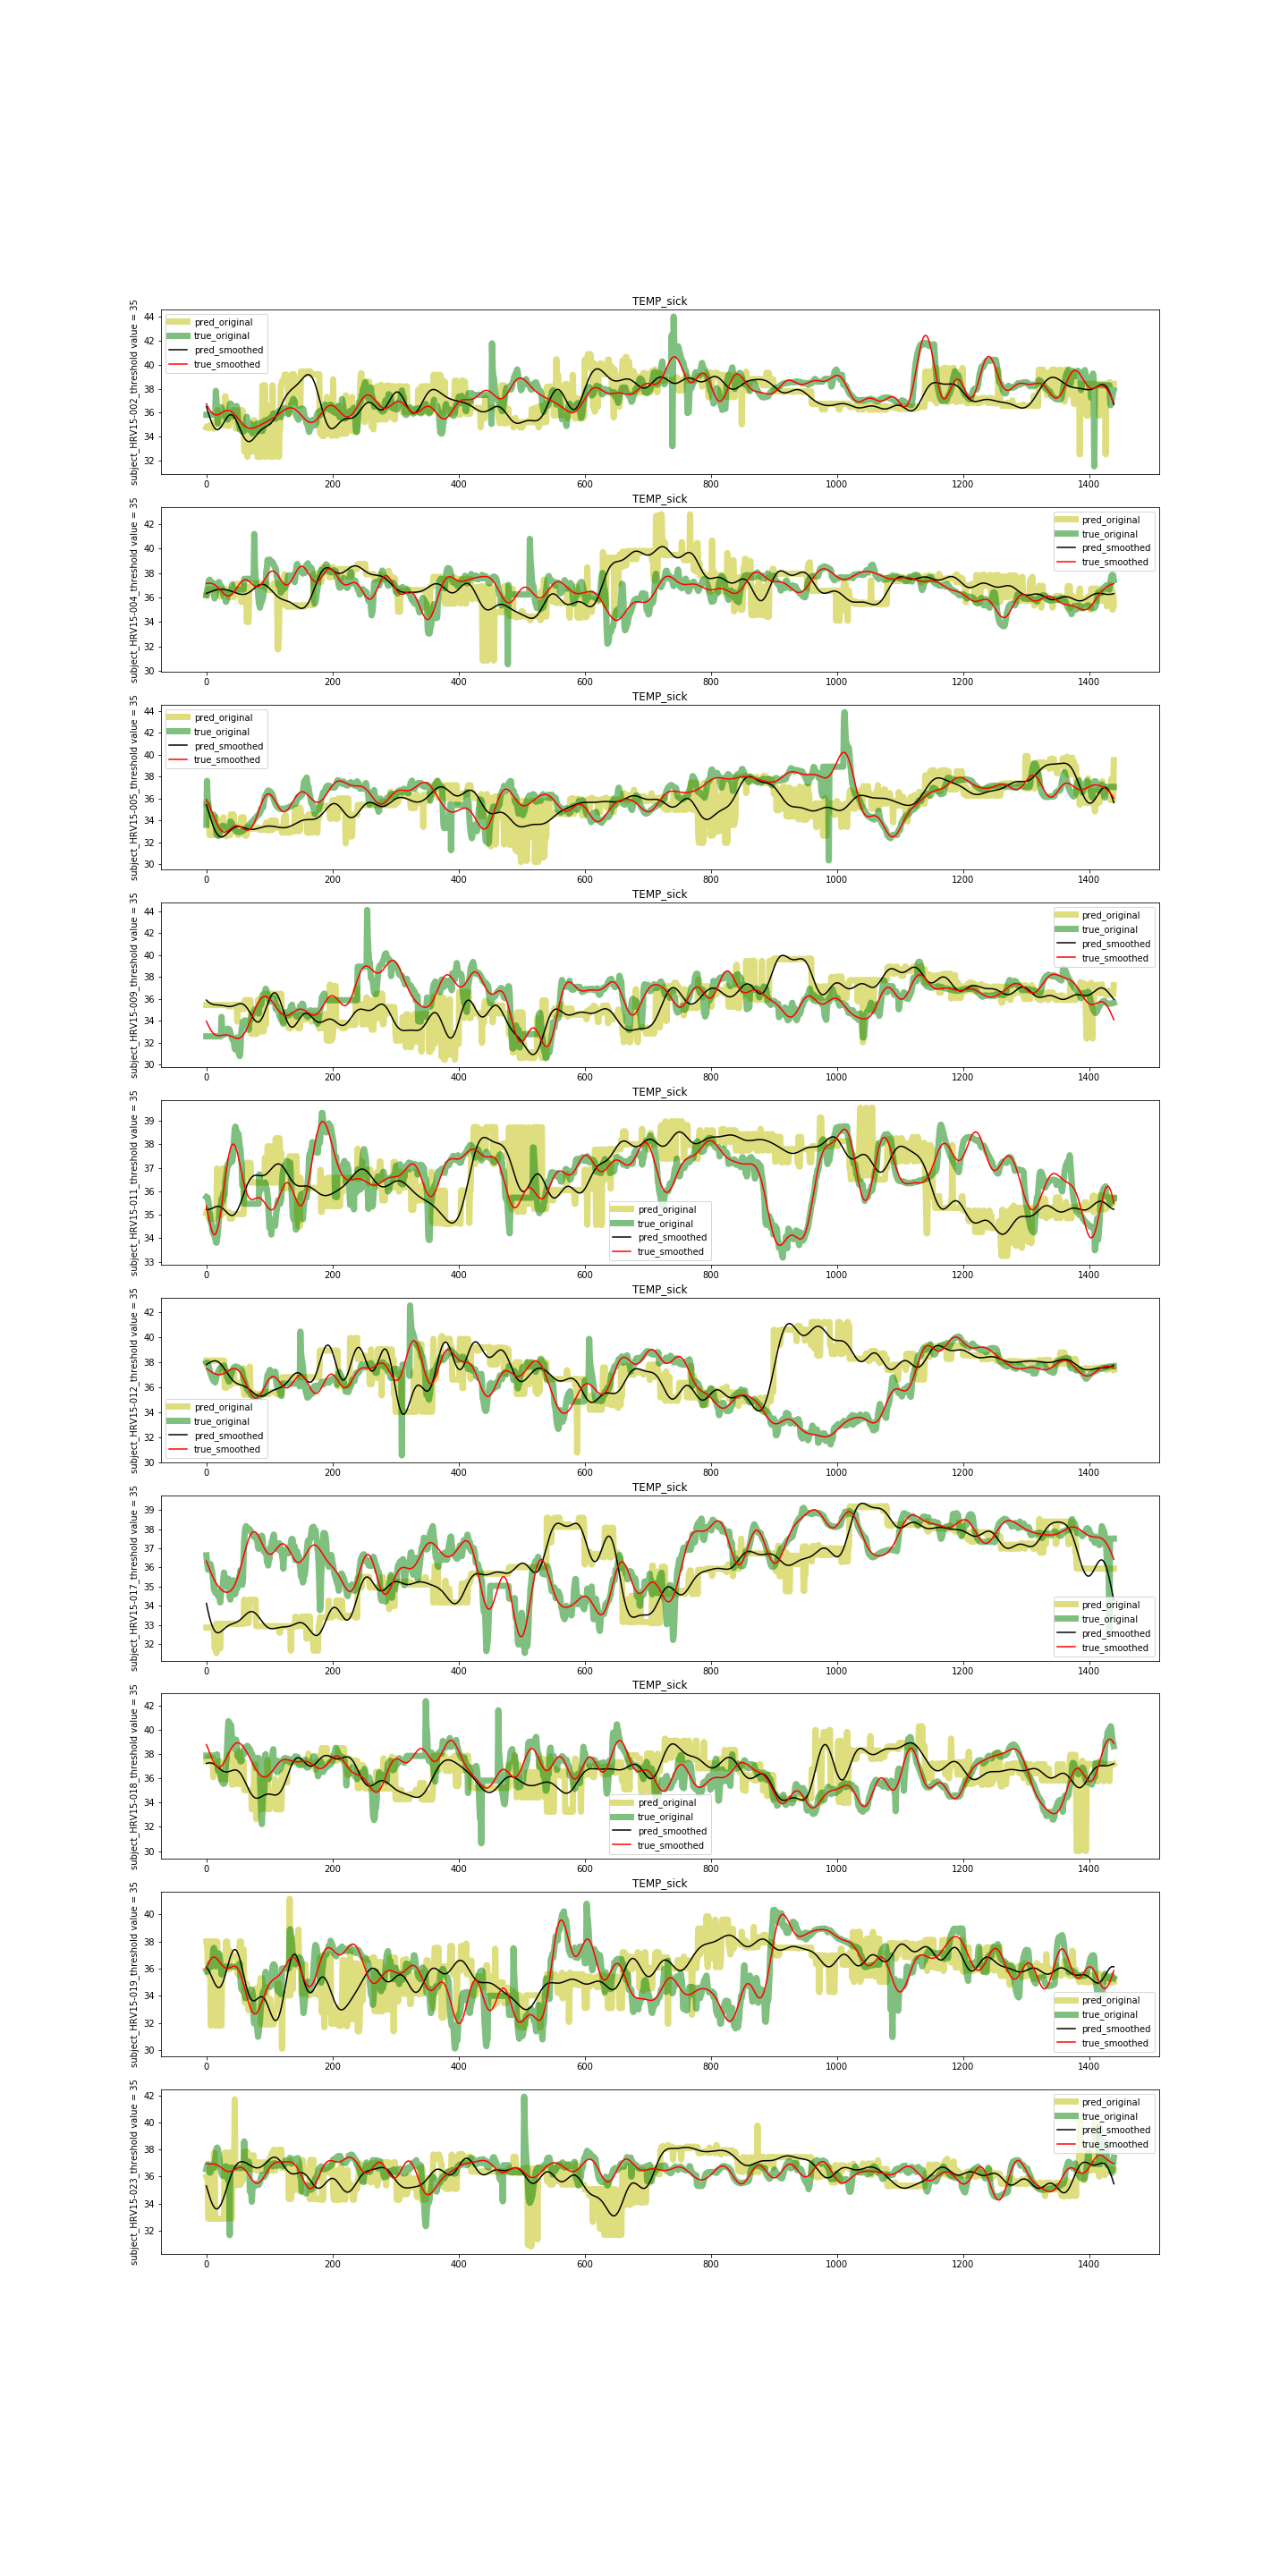 TEMP_sick
subject_HRV15-002_threshold value = 35
44
42
40
38
36
34
32
pred_original
true_original
pred_smoothed
true_smoothed
0 200 400 600 800 1000 1200 1400
TEMP_sick
subject_HRV15-004_threshold value = 35
42
40
38
36
34
32
30
pred_original
true_original
pred_smoothed
true_smoothed
0 200 400 600 800 1000 1200 1400
TEMP_sick
subject_HRV15-005_threshold value = 35
44
42
40
38
36
34
32
30
pred_original
true_original
pred_smoothed
true_smoothed
0 200 400 600 800 1000 1200 1400
TEMP_sick
subject_HRV15-009_threshold value = 35
44
42
40
38
36
34
32
30
pred_original
true_original
pred_smoothed
true_smoothed
0 200 400 600 800 1000 1200 1400
TEMP_sick
subject_HRV15-011_threshold value = 35
39
38
37
36
35
34
33
pred_original
true_original
pred_smoothed
true_smoothed
0 200 400 600 800 1000 1200 1400
TEMP_sick
subject_HRV15-012_threshold value = 35
42
40
38
36
34
32
30
pred_original
true_original
pred_smoothed
true_smoothed
0 200 400 600 800 1000 1200 1400
TEMP_sick
subject_HRV15-017_threshold value = 35
39
38
37
36
35
34
33
32
pred_original
true_original
pred_smoothed
true_smoothed
0 200 400 600 800 1000 1200 1400
TEMP_sick
subject_HRV15-018_threshold value = 35
42
40
38
36
34
32
30
pred_original
true_original
pred_smoothed
true_smoothed
0 200 400 600 800 1000 1200 1400
TEMP_sick
subject_HRV15-019_threshold value = 35
40
38
36
34
32
30
pred_original
true_original
pred_smoothed
true_smoothed
0 200 400 600 800 1000 1200 1400
TEMP_sick
subject_HRV15-023_threshold value = 35
42
40
38
36
34
32
pred_original
true_original
pred_smoothed
true_smoothed
0 200 400 600 800 1000 1200 1400